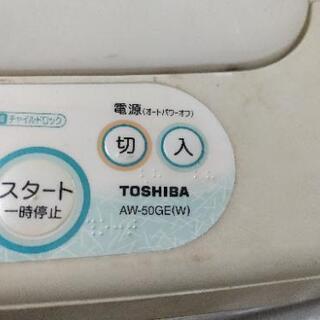 チャイルドロック
電源(オートパワーオフ)
切 入
スタート
一時停止
TOSHIBA
AW-50GE(W)